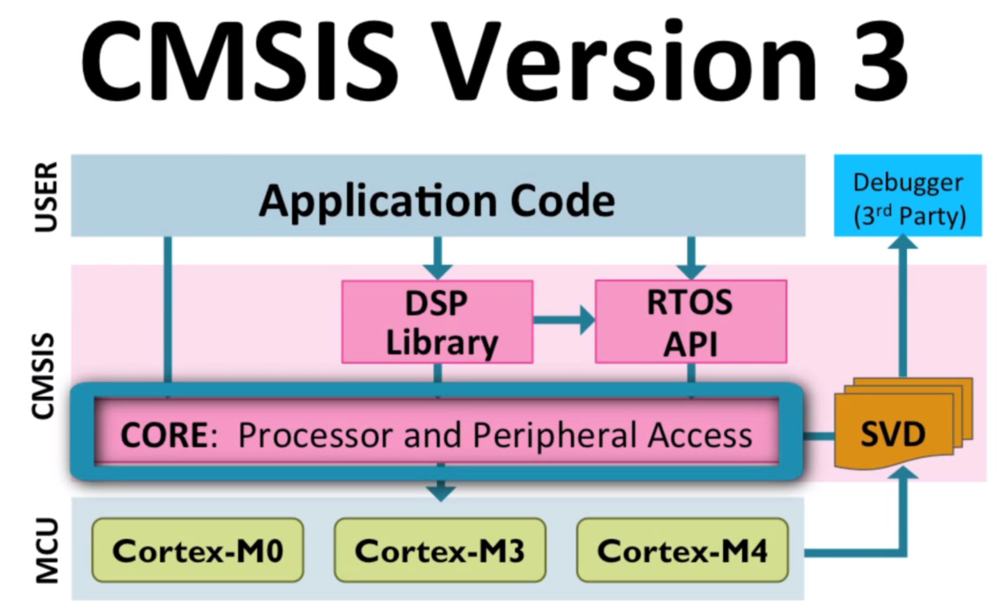 CMSIS Version 3
USER
Application Code
Debugger
(3rd Party)
CMSIS
DSP
Library
RTOS
API
CORE: Processor and Peripheral Access
SVD
MCU
Cortex-M0
Cortex-M3
Cortex-M4